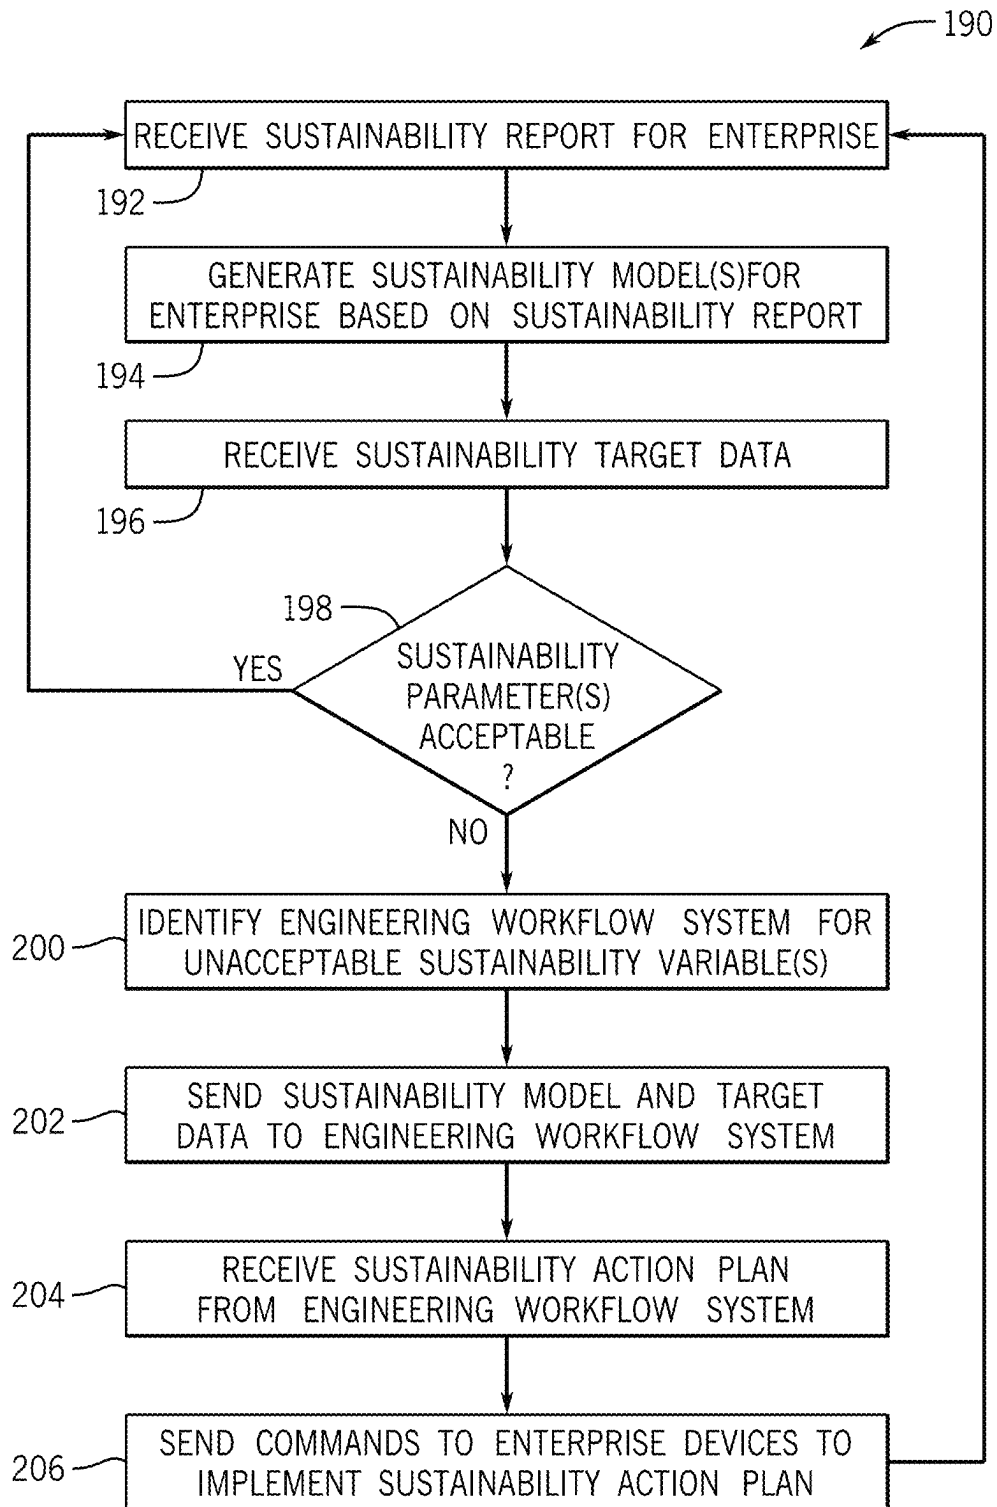 190
RECEIVE SUSTAINABILITY REPORT FOR ENTERPRISE
192
GENERATE SUSTAINABILITY MODEL(S)FOR
ENTERPRISE BASED ON SUSTAINABILITY REPORT
194
RECEIVE SUSTAINABILITY TARGET DATA
196
198
SUSTAINABILITY
PARAMETER(S)
ACCEPTABLE
?
YES
NO
200
IDENTIFY ENGINEERING WORKFLOW SYSTEM FOR
UNACCEPTABLE SUSTAINABILITY VARIABLE(S)
202
SEND SUSTAINABILITY MODEL AND TARGET
DATA TO ENGINEERING WORKFLOW SYSTEM
204
RECEIVE SUSTAINABILITY ACTION PLAN
FROM ENGINEERING WORKFLOW SYSTEM
206
SEND COMMANDS TO ENTERPRISE DEVICES TO
IMPLEMENT SUSTAINABILITY ACTION PLAN